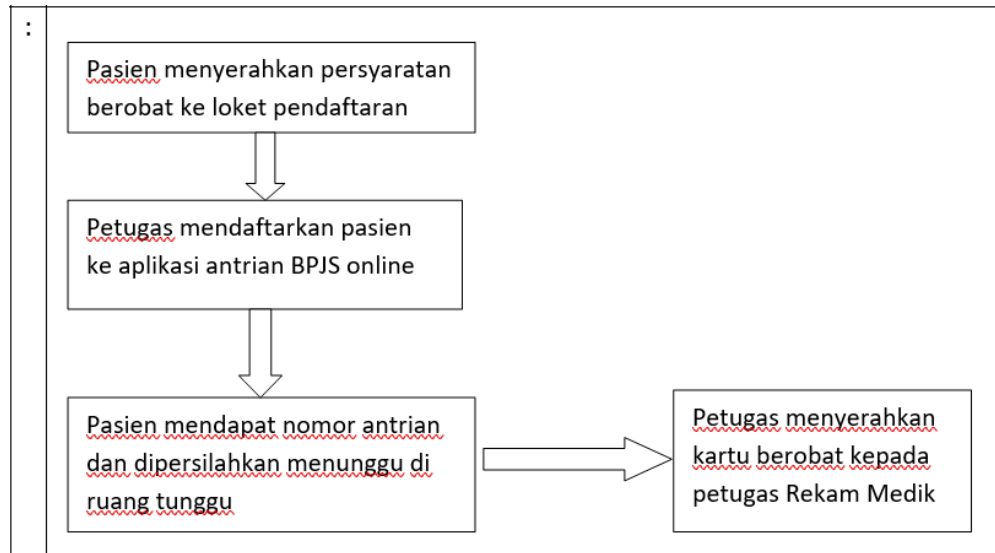 :
Pasien menyerahkan persyaratan
berobat ke loket pendaftaran
Petugas mendaftarkan pasien
ke aplikasi antrian BPJS online
Pasien mendapat nomor antrian
dan dipersilahkan menunggu di
ruang tunggu
Petugas menyerahkan
kartu berobat kepada
petugas Rekam Medik